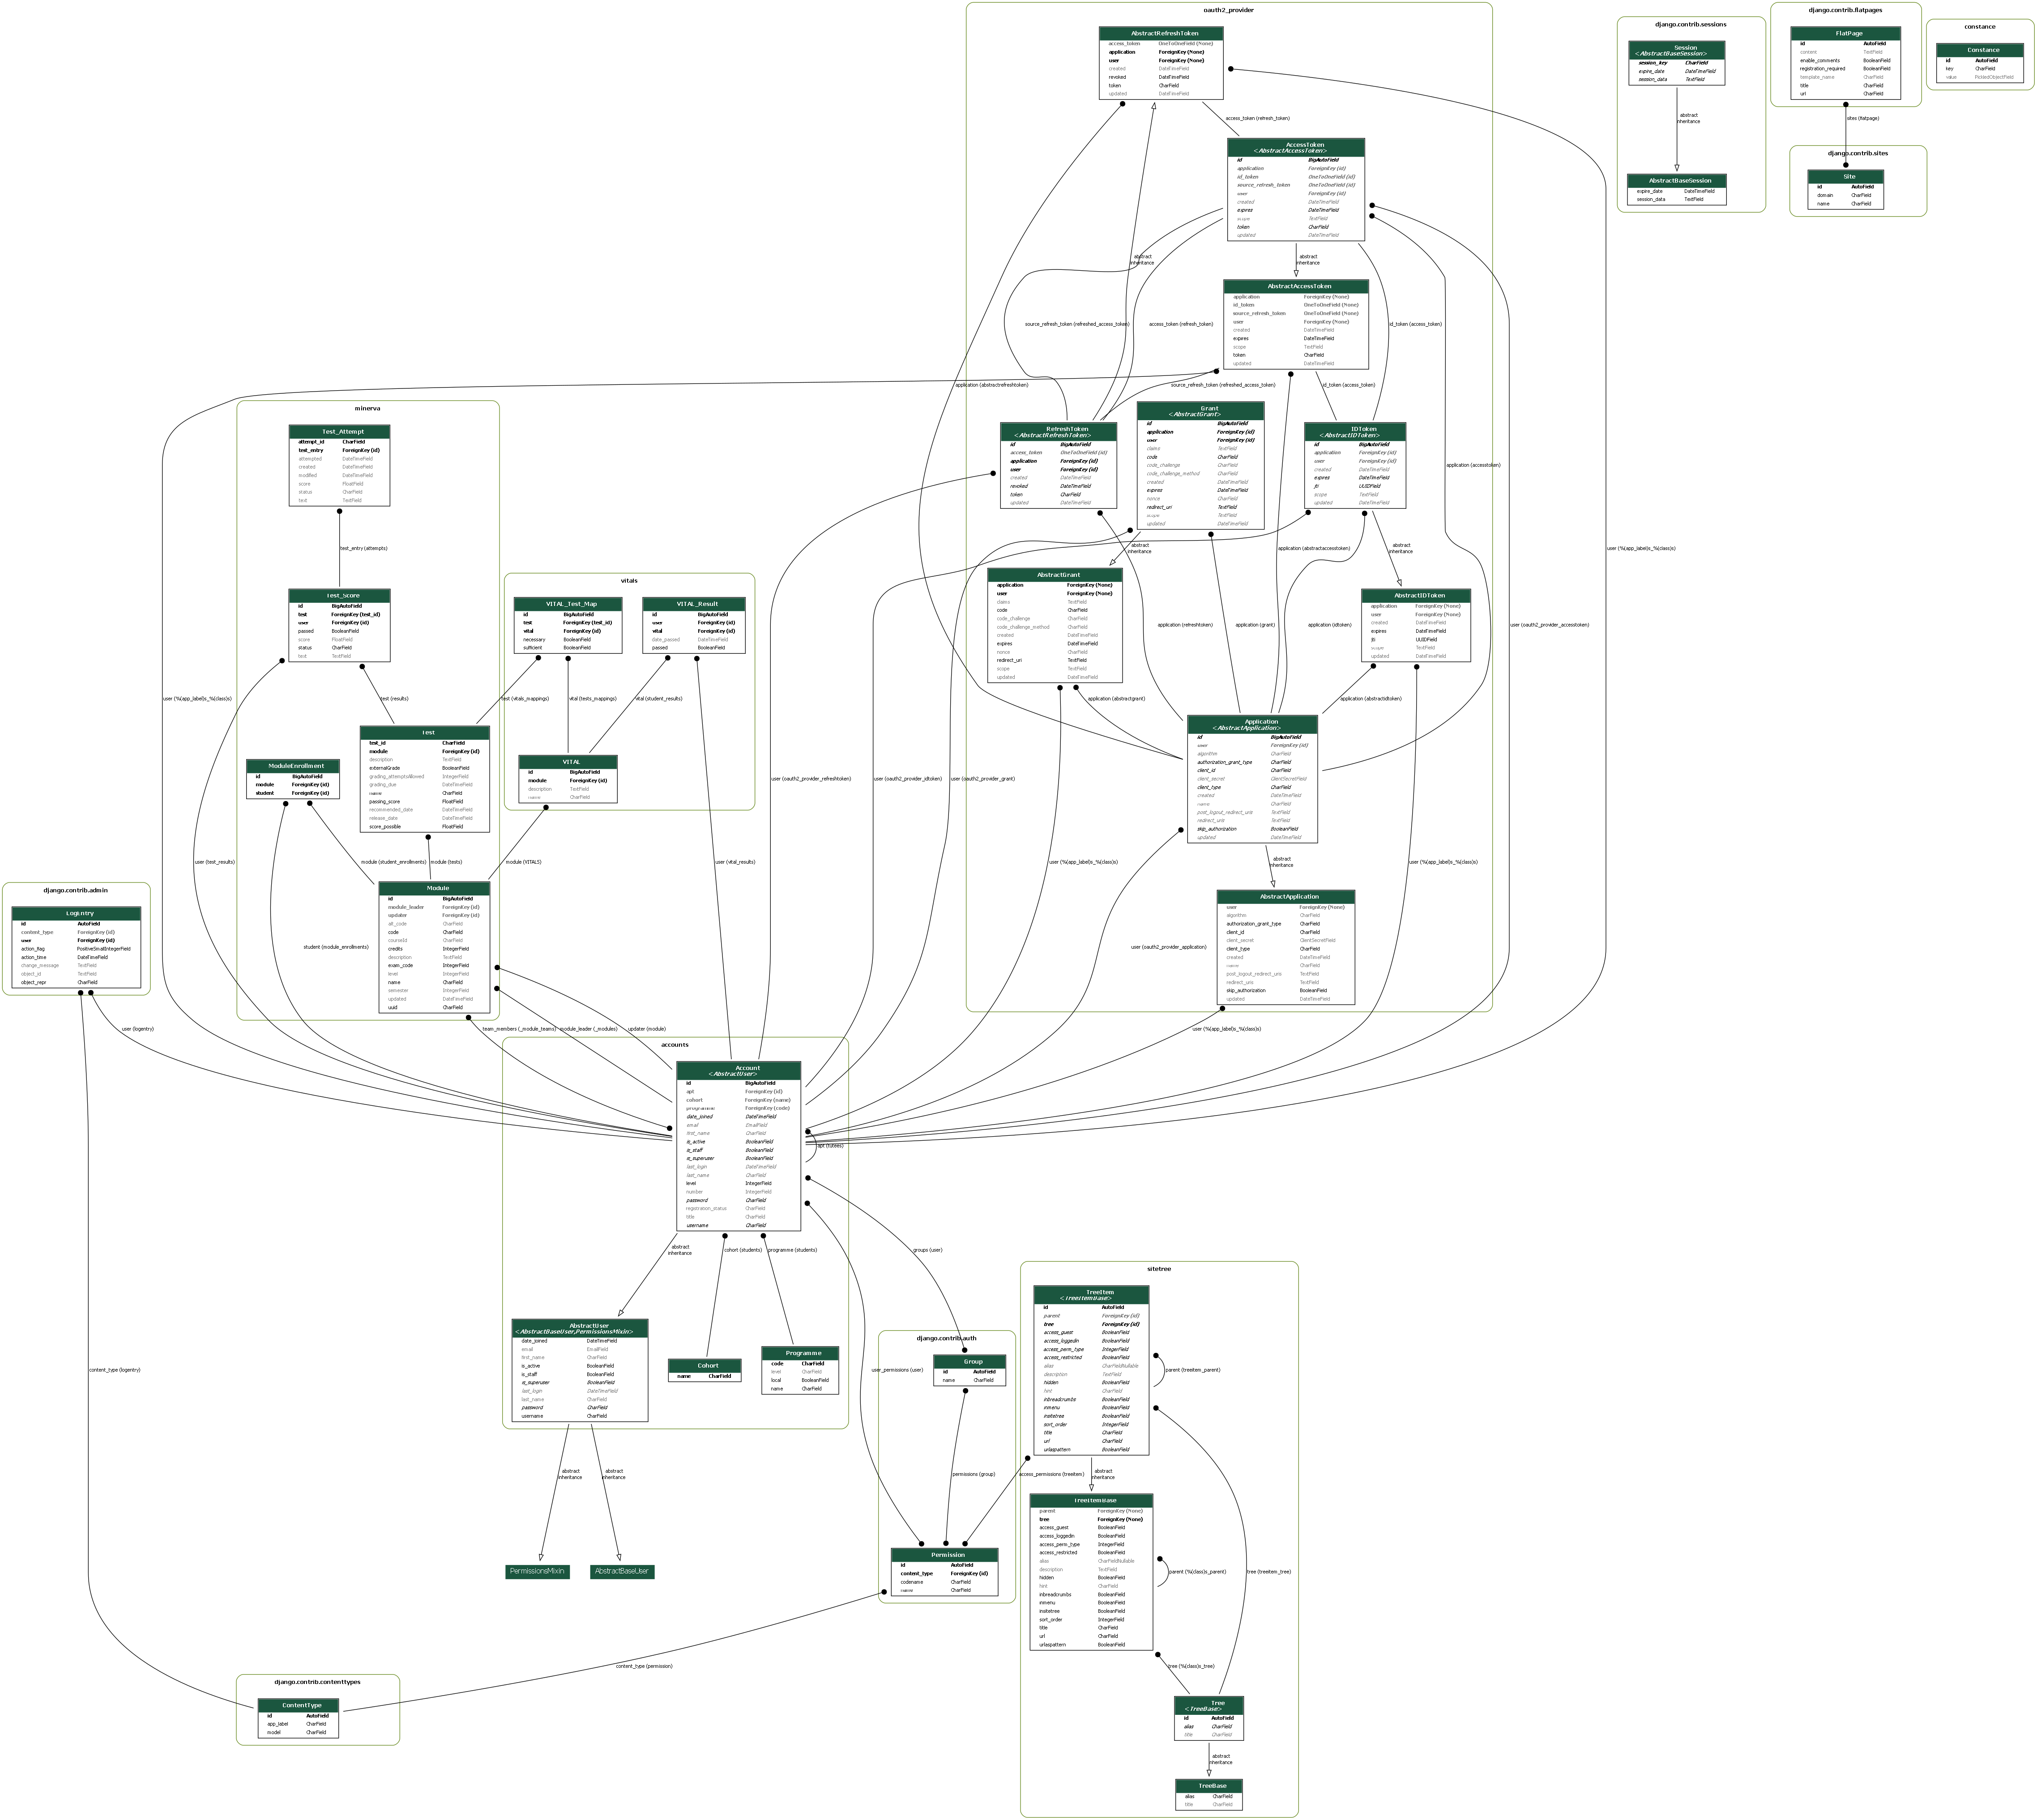 oauth2_provider
AbstractRefreshToken
access_token OneToOneField (None)
application ForeignKey (None)
user ForeignKey (None)
created DateTimeField
revoked DateTimeField
token CharField
updated DateTimeField
access_token (refresh_token)
AccessToken
<AbstractAccessToken>
id BigAutoField
application ForeignKey (id)
id_token OneToOneField (id)
source_refresh_token OneToOneField (id)
user ForeignKey (id)
created DateTimeField
expires DateTimeField
scope TextField
token CharField
updated DateTimeField
abstract
inheritance
abstract
inheritance
AbstractAccessToken
application ForeignKey (None)
id_token OneToOneField (None)
source_refresh_token OneToOneField (None)
user ForeignKey (None)
created DateTimeField
expires DateTimeField
scope TextField
token CharField
updated DateTimeField
source_refresh_token (refreshed_access_token)
access_token (refresh_token)
id_token (access_token)
application (abstractrefreshtoken)
source_refresh_token (refreshed_access_token)
id_token (access_token)
application (accesstoken)
RefreshToken
<AbstractRefreshToken>
id BigAutoField
access_token OneToOneField (id)
application ForeignKey (id)
user ForeignKey (id)
created DateTimeField
revoked DateTimeField
token CharField
updated DateTimeField
Grant
<AbstractGrant>
id BigAutoField
application ForeignKey (id)
user ForeignKey (id)
claims TextField
code CharField
code_challenge CharField
code_challenge_method CharField
created DateTimeField
expires DateTimeField
nonce CharField
redirect_uri TextField
scope TextField
updated DateTimeField
IDToken
<AbstractIDToken>
id BigAutoField
application ForeignKey (id)
user ForeignKey (id)
created DateTimeField
expires DateTimeField
jti UUIDField
scope TextField
updated DateTimeField
abstract
inheritance
application (abstractaccesstoken)
abstract
inheritance
user (%(app_label)s_%(class)s)
AbstractGrant
application ForeignKey (None)
user ForeignKey (None)
claims TextField
code CharField
code_challenge CharField
code_challenge_method CharField
created DateTimeField
expires DateTimeField
nonce CharField
redirect_uri TextField
scope TextField
updated DateTimeField
AbstractIDToken
application ForeignKey (None)
user ForeignKey (None)
created DateTimeField
expires DateTimeField
jti UUIDField
scope TextField
updated DateTimeField
application (refreshtoken)
application (grant)
application (idtoken)
user (oauth2_provider_accesstoken)
application (abstractgrant)
application (abstractidtoken)
Application
<AbstractApplication>
id BigAutoField
user ForeignKey (id)
algorithm CharField
authorization_grant_type CharField
client_id CharField
client_secret ClientSecretField
client_type CharField
created DateTimeField
name CharField
post_logout_redirect_uris TextField
redirect_uris TextField
skip_authorization BooleanField
updated DateTimeField
user (%(app_label)s_%(class)s)
abstract
inheritance
user (%(app_label)s_%(class)s)
AbstractApplication
user ForeignKey (None)
algorithm CharField
authorization_grant_type CharField
client_id CharField
client_secret ClientSecretField
client_type CharField
created DateTimeField
name CharField
post_logout_redirect_uris TextField
redirect_uris TextField
skip_authorization BooleanField
updated DateTimeField
user (oauth2_provider_application)
user (%(app_label)s_%(class)s)
django.contrib.sessions
Session
<AbstractBaseSession>
session_key CharField
expire_date DateTimeField
session_data TextField
abstract
inheritance
AbstractBaseSession
expire_date DateTimeField
session_data TextField
django.contrib.flatpages
FlatPage
id AutoField
content TextField
enable_comments BooleanField
registration_required BooleanField
template_name CharField
title CharField
url CharField
sites (flatpage)
django.contrib.sites
Site
id AutoField
domain CharField
name CharField
constance
Constance
id AutoField
key CharField
value PickledObjectField
minerva
Test_Attempt
attempt_id CharField
test_entry ForeignKey (id)
attempted DateTimeField
created DateTimeField
modified DateTimeField
score FloatField
status CharField
text TextField
test_entry (attempts)
Test_Score
id BigAutoField
test ForeignKey (test_id)
user ForeignKey (id)
passed BooleanField
score FloatField
status CharField
text TextField
user (%(app_label)s_%(class)s)
test (results)
Test
test_id CharField
module ForeignKey (id)
description TextField
externalGrade BooleanField
grading_attemptsAllowed IntegerField
grading_due DateTimeField
name CharField
passing_score FloatField
recommended_date DateTimeField
release_date DateTimeField
score_possible FloatField
ModuleEnrollment
id BigAutoField
module ForeignKey (id)
student ForeignKey (id)
user (test_results)
module (student_enrollments)
module (tests)
Module
id BigAutoField
module_leader ForeignKey (id)
updater ForeignKey (id)
alt_code CharField
code CharField
courseId CharField
credits IntegerField
description TextField
exam_code IntegerField
level IntegerField
name CharField
semester IntegerField
updated DateTimeField
uuid CharField
student (module_enrollments)
vitals
VITAL_Test_Map
id BigAutoField
test ForeignKey (test_id)
vital ForeignKey (id)
necessary BooleanField
sufficient BooleanField
VITAL_Result
id BigAutoField
user ForeignKey (id)
vital ForeignKey (id)
date_passed DateTimeField
passed BooleanField
test (vitals_mappings)
vital (tests_mappings)
vital (student_results)
VITAL
id BigAutoField
module ForeignKey (id)
description TextField
name CharField
module (VITALS)
user (vital_results)
user (oauth2_provider_refreshtoken)
user (oauth2_provider_idtoken)
user (oauth2_provider_grant)
django.contrib.admin
LogEntry
id AutoField
content_type ForeignKey (id)
user ForeignKey (id)
action_flag PositiveSmallIntegerField
action_time DateTimeField
change_message TextField
object_id TextField
object_repr CharField
user (logentry)
content_type (logentry)
team_members (_module_teams)
module_leader (_modules)
updater (module)
accounts
Account
<AbstractUser>
id BigAutoField
apt ForeignKey (id)
cohort ForeignKey (name)
programme ForeignKey (code)
date_joined DateTimeField
email EmailField
first_name CharField
is_active BooleanField
is_staff BooleanField
is_superuser BooleanField
last_login DateTimeField
last_name CharField
level IntegerField
number IntegerField
password CharField
registration_status CharField
title CharField
username CharField
apt (tutees)
abstract
inheritance
cohort (students)
programme (students)
groups (user)
AbstractUser
<AbstractBaseUser,PermissionsMixin>
date_joined DateTimeField
email EmailField
first_name CharField
is_active BooleanField
is_staff BooleanField
is_superuser BooleanField
last_login DateTimeField
last_name CharField
password CharField
username CharField
Cohort
name CharField
Programme
code CharField
level CharField
local BooleanField
name CharField
abstract
inheritance
abstract
inheritance
PermissionsMixin
AbstractBaseUser
user_permissions (user)
django.contrib.auth
Group
id AutoField
name CharField
permissions (group)
Permission
id AutoField
content_type ForeignKey (id)
codename CharField
name CharField
content_type (permission)
django.contrib.contenttypes
ContentType
id AutoField
app_label CharField
model CharField
sitetree
TreeItem
<TreeItemBase>
id AutoField
parent ForeignKey (id)
tree ForeignKey (id)
access_guest BooleanField
access_loggedin BooleanField
access_perm_type IntegerField
access_restricted BooleanField
alias CharFieldNullable
description TextField
hidden BooleanField
hint CharField
inbreadcrumbs BooleanField
inmenu BooleanField
insitetree BooleanField
sort_order IntegerField
title CharField
url CharField
urlaspattern BooleanField
parent (treeitem_parent)
access_permissions (treeitem)
abstract
inheritance
TreeItemBase
parent ForeignKey (None)
tree ForeignKey (None)
access_guest BooleanField
access_loggedin BooleanField
access_perm_type IntegerField
access_restricted BooleanField
alias CharFieldNullable
description TextField
hidden BooleanField
hint CharField
inbreadcrumbs BooleanField
inmenu BooleanField
insitetree BooleanField
sort_order IntegerField
title CharField
url CharField
urlaspattern BooleanField
parent (%(class)s_parent)
tree (treeitem_tree)
tree (%(class)s_tree)
Tree
<TreeBase>
id AutoField
alias CharField
title CharField
abstract
inheritance
TreeBase
alias CharField
title CharField